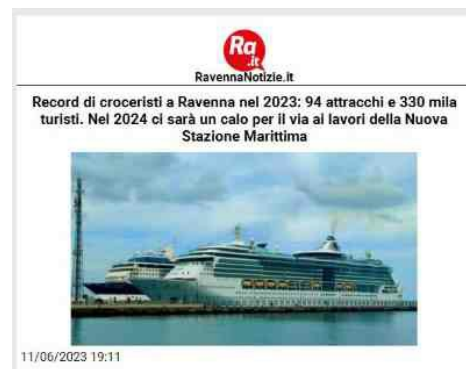 Ra
.it
RavennaNotizie.it
Record di croceristi a Ravenna nel 2023: 94 attracchi e 330 mila
turisti. Nel 2024 ci sarà un calo per il via ai lavori della Nuova
Stazione Marittima
11/06/2023 19:11